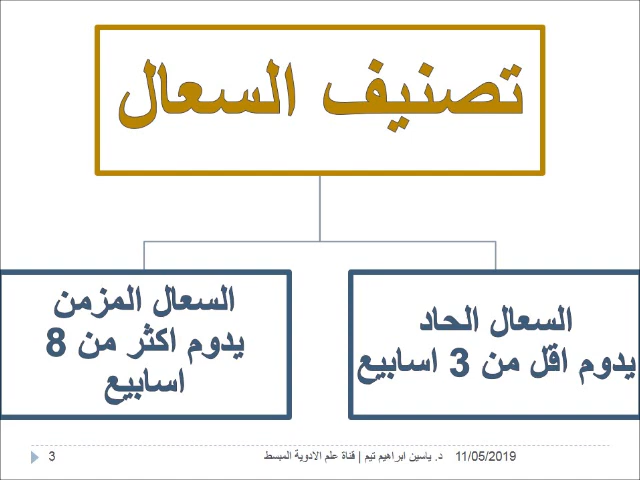 تصنيف السعال
السعال الحاد
يدوم اقل من 3 اسابيع
السعال المزمن
يدوم اكثر من 8
اسابيع
11/05/2019 د. ياسين ابراهيم تيم | قناة علم الادوية المبسط 3